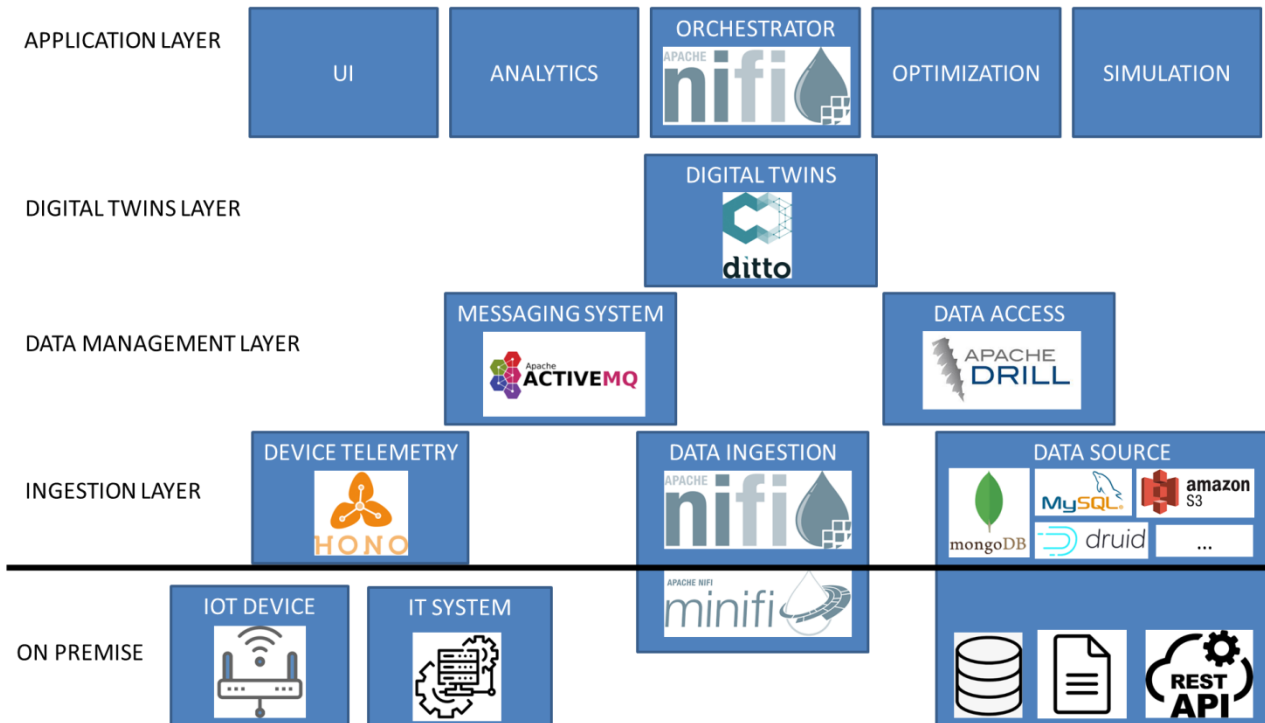 APPLICATION LAYER
UI
ANALYTICS
ORCHESTRATOR
APACHE
nifi
OPTIMIZATION
SIMULATION
DIGITAL TWINS LAYER
DIGITAL TWINS
ditto
DATA MANAGEMENT LAYER
MESSAGING SYSTEM
Apache
ACTIVEMQ
DATA ACCESS
APACHE
DRILL
INGESTION LAYER
DEVICE TELEMETRY
HONO
DATA INGESTION
APACHE
nifi
DATA SOURCE
mongoDB
MySQL®
amazon
S3
druid
...
ON PREMISE
IOT DEVICE
IT SYSTEM
APACHE NIFI
minifi
REST
API